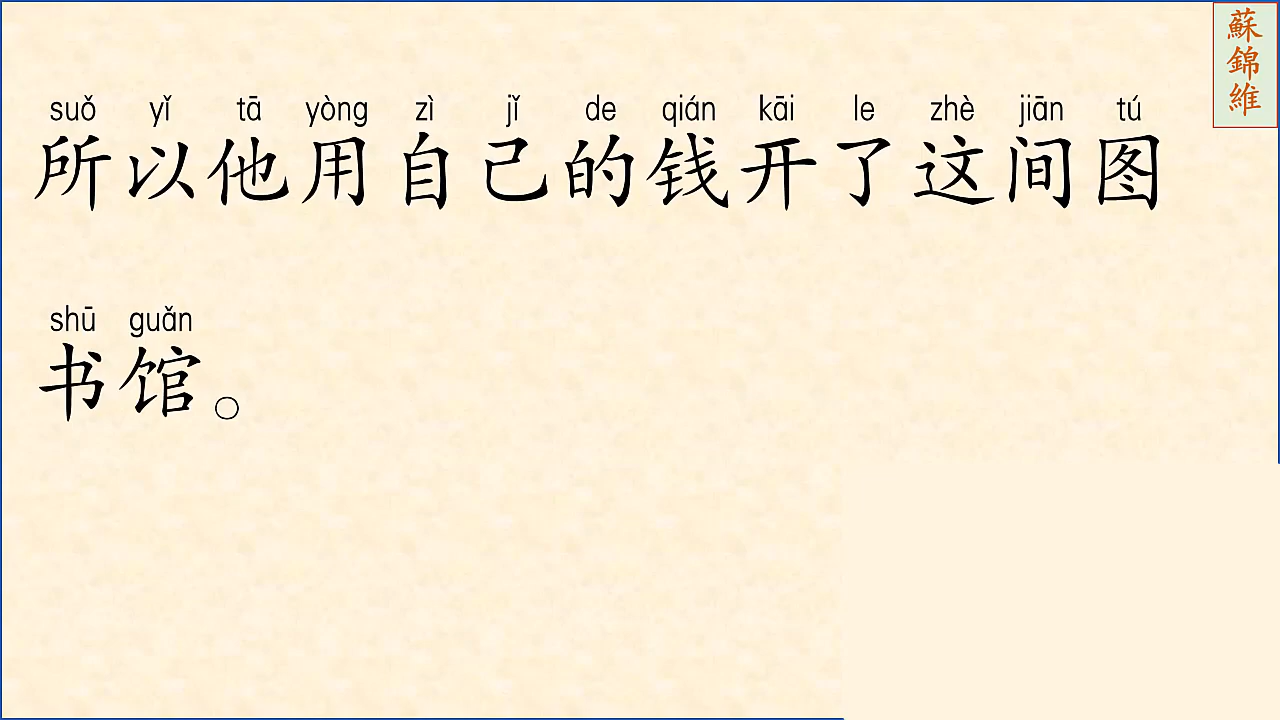 蘇錦維
suǒ yǐ tā yòng zì jǐ de qián kāi le zhè jiān tú
所以他用自己的钱开了这间图
shū guǎn
书馆。